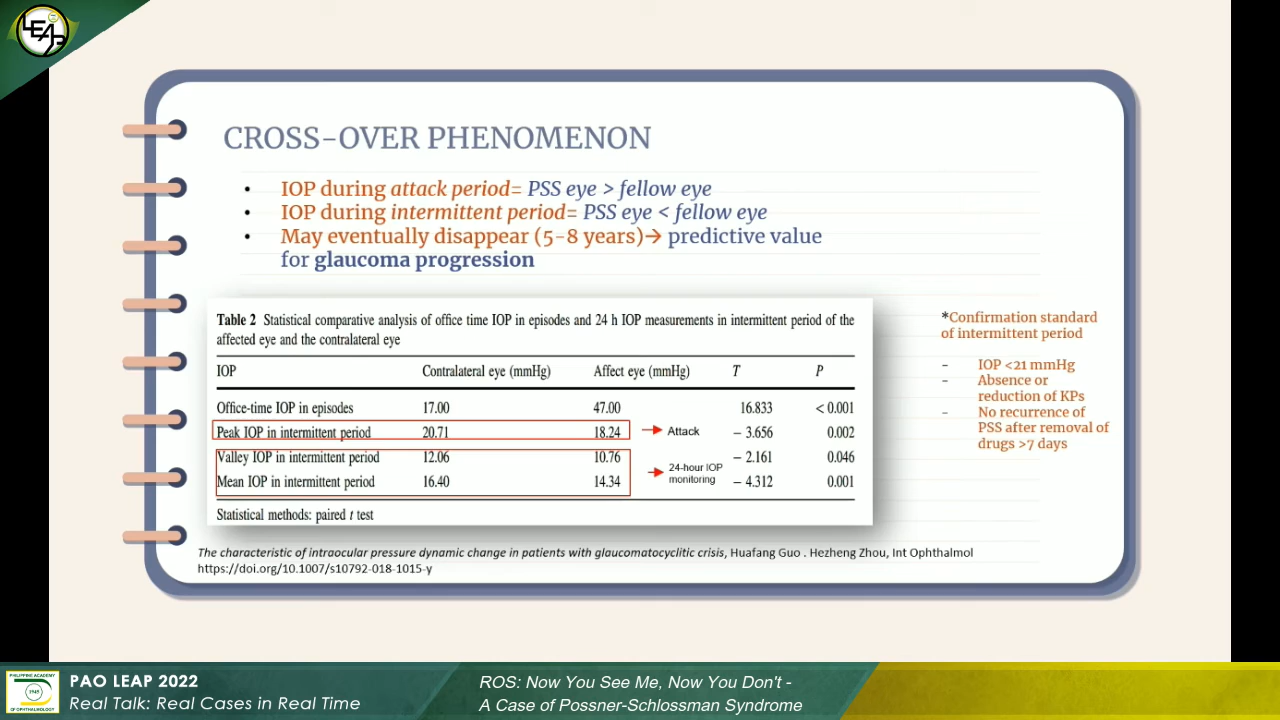 LEAP
CROSS-OVER PHENOMENON
• IOP during attack period= PSS eye > fellow eye
• IOP during intermittent period= PSS eye < fellow eye
• May eventually disappear (5-8 years)→ predictive value
for glaucoma progression
Table 2 Statistical comparative analysis of office time IOP in episodes and 24 h IOP measurements in intermittent period of the
affected eye and the contralateral eye
IOP Contralateral eye (mmHg) Affect eye (mmHg) T P
Office-time IOP in episodes 17.00 47.00 16.833 < 0.001
Peak IOP in intermittent period 20.71 18.24 → Attack − 3.656 0.002
Valley IOP in intermittent period 12.06 10.76 − 2.161 0.046
→ 24-hour IOP
monitoring
Mean IOP in intermittent period 16.40 14.34 − 4.312 0.001
Statistical methods: paired t test
*Confirmation standard
of intermittent period
- IOP <21 mmHg
- Absence or
reduction of KPs
- No recurrence of
PSS after removal of
drugs >7 days
The characteristic of intraocular pressure dynamic change in patients with glaucomatocyclitic crisis, Huafang Guo . Hezheng Zhou, Int Ophthalmol
https://doi.org/10.1007/s10792-018-1015-y
PHILIPPINE ACADEMY
1945
OF OPHTHALMOLOGY
PAO LEAP 2022
Real Talk: Real Cases in Real Time
ROS: Now You See Me, Now You Don't -
A Case of Possner-Schlossman Syndrome